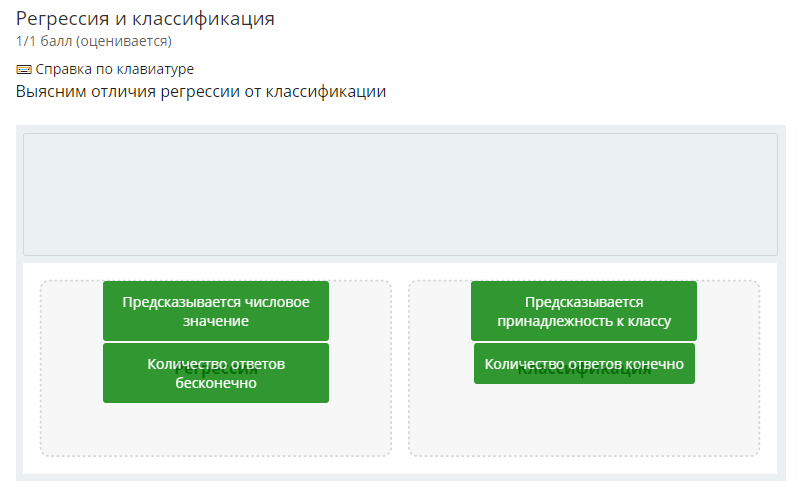 Регрессия и классификация
1/1 балл (оценивается)
Справка по клавиатуре
Выясним отличия регрессии от классификации
Предсказывается числовое
значение
Количество ответов
бесконечно
Регрессия
Предсказывается
принадлежность к классу
Количество ответов конечно
Классификация